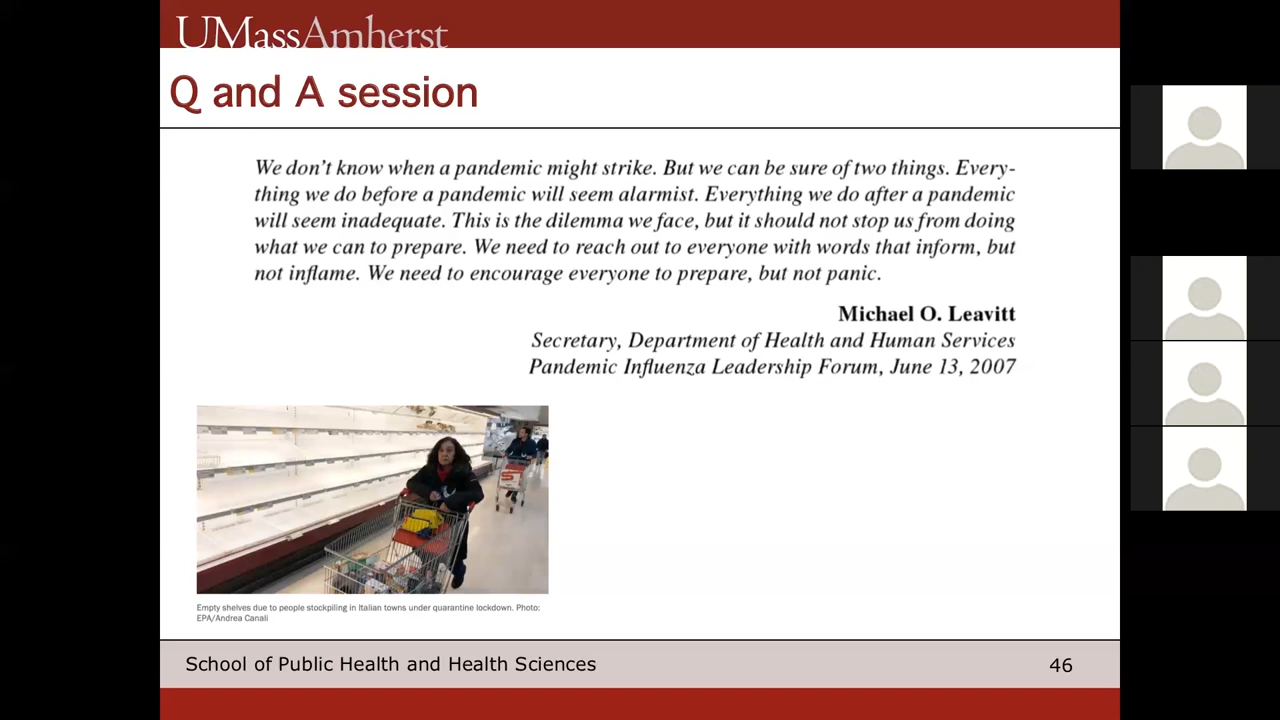 UMassAmherst
Q and A session
We don't know when a pandemic might strike. But we can be sure of two things. Every-
thing we do before a pandemic will seem alarmist. Everything we do after a pandemic
will seem inadequate. This is the dilemma we face, but it should not stop us from doing
what we can to prepare. We need to reach out to everyone with words that inform, but
not inflame. We need to encourage everyone to prepare, but not panic.
Michael O. Leavitt
Secretary, Department of Health and Human Services
Pandemic Influenza Leadership Forum, June 13, 2007
Empty shelves due to people stockpiling in Italian towns under quarantine lockdown. Photo:
EPA/Andrea Canali
School of Public Health and Health Sciences
46